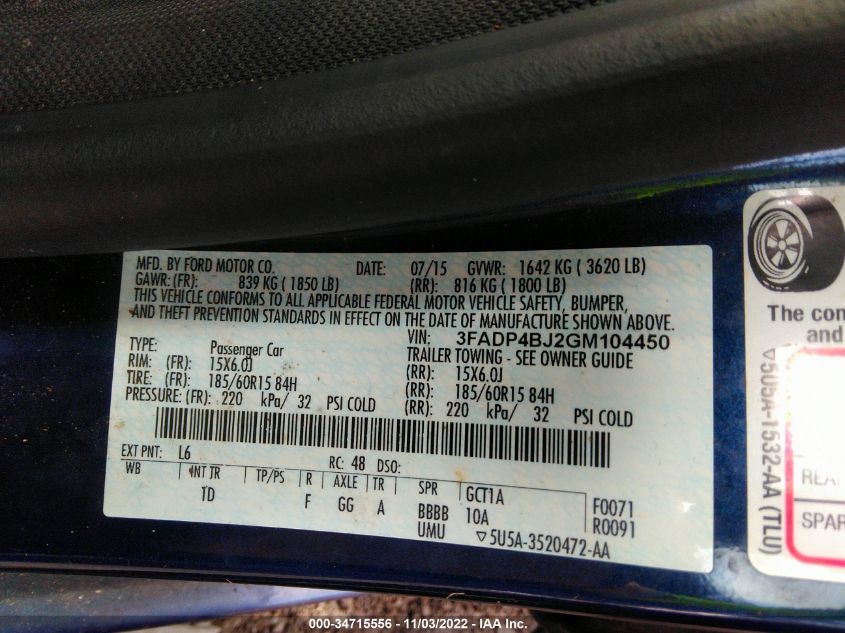 MFD. BY FORD MOTOR CO. DATE: 07/15 GVWR: 1642 KG ( 3620 LB)
GAWR: (FR): 839 KG ( 1850 LB) (RR): 816 KG ( 1800 LB)
THIS VEHICLE CONFORMS TO ALL APPLICABLE FEDERAL MOTOR VEHICLE SAFETY, BUMPER,
AND THEFT PREVENTION STANDARDS IN EFFECT ON THE DATE OF MANUFACTURE SHOWN ABOVE.
VIN: 3FADP4BJ2GM104450
TYPE: Passenger Car TRAILER TOWING - SEE OWNER GUIDE
RIM: (FR): 15X6.0J (RR): 15X6.0J
TIRE: (FR): 185/60R15 84H (RR): 185/60R15 84H
PRESSURE: (FR): 220 kPa/ 32 PSI COLD (RR): 220 kPa/ 32 PSI COLD
EXT PNT: L6 RC: 48 DSO:
WB INT TR TP/PS R AXLE TR SPR GCT1A F0071
TD F GG A BBBB 10A R0091
UMU ▽5U5A-3520472-AA
The con
and
▽5U5A-1532-AA (TLU)
REA
SPAR
000-34715556 - 11/03/2022 - IAA Inc.